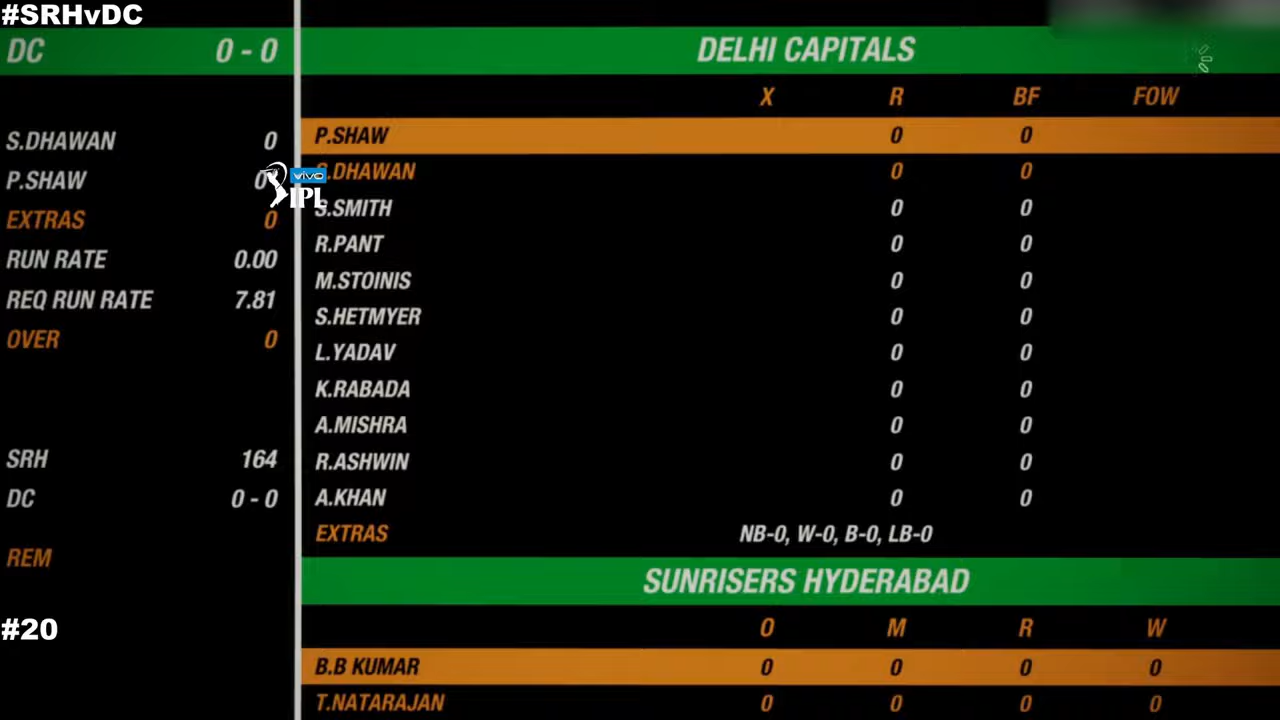 #SRHvDC
DC 0 - 0
S.DHAWAN 0
P.SHAW 0
EXTRAS 0
RUN RATE 0.00
REQ RUN RATE 7.81
OVER 0
SRH 164
DC 0 - 0
REM
#20
vivo
IPL
DELHI CAPITALS
X R BF FOW
P.SHAW 0 0
S.DHAWAN 0 0
S.SMITH 0 0
R.PANT 0 0
M.STOINIS 0 0
S.HETMYER 0 0
L.YADAV 0 0
K.RABADA 0 0
A.MISHRA 0 0
R.ASHWIN 0 0
A.KHAN 0 0
EXTRAS NB-0, W-0, B-0, LB-0
SUNRISERS HYDERABAD
O M R W
B.B KUMAR 0 0 0 0
T.NATARAJAN 0 0 0 0